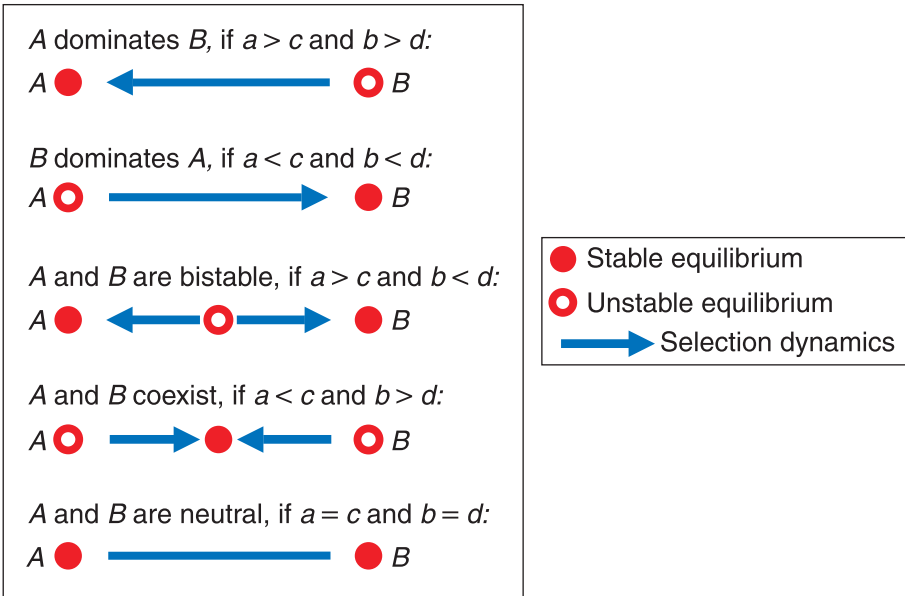 A dominates B, if a > c and b > d:
A B
B dominates A, if a < c and b < d:
A B
A and B are bistable, if a > c and b < d:
A B
A and B coexist, if a < c and b > d:
A B
A and B are neutral, if a = c and b = d:
A B
Stable equilibrium
Unstable equilibrium
Selection dynamics